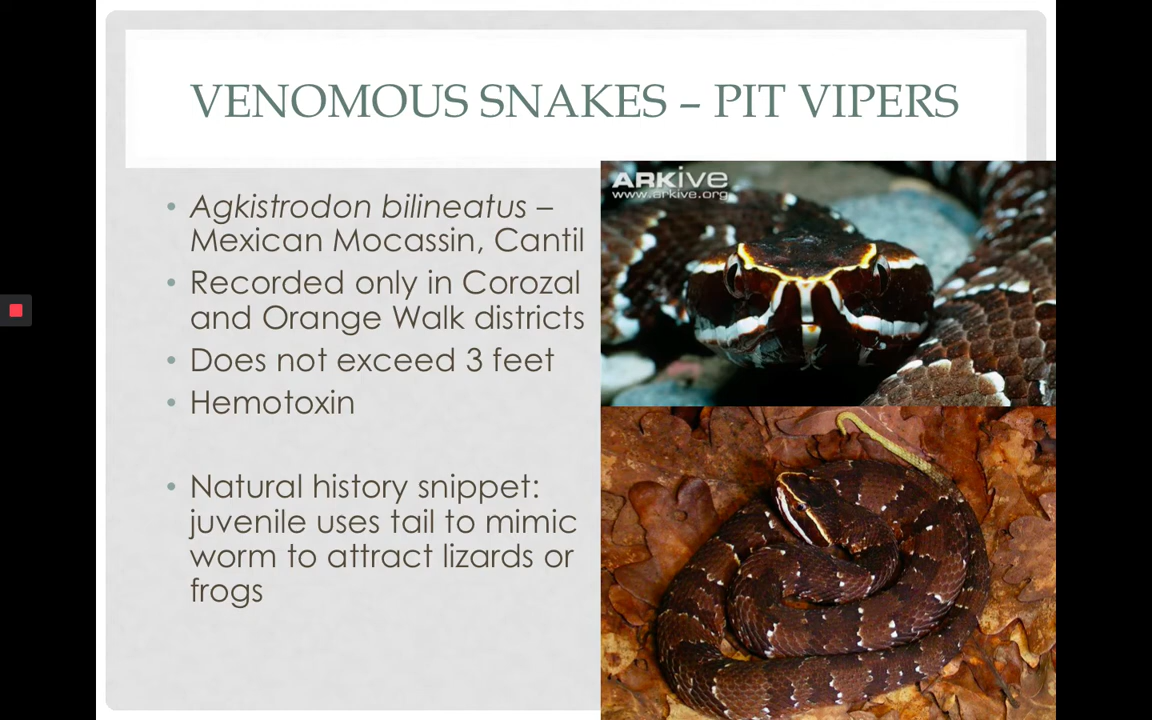 VENOMOUS SNAKES – PIT VIPERS
• Agkistrodon bilineatus –
Mexican Mocassin, Cantil
• Recorded only in Corozal
and Orange Walk districts
• Does not exceed 3 feet
• Hemotoxin
• Natural history snippet:
juvenile uses tail to mimic
worm to attract lizards or
frogs
ARKive
www.arkive.org